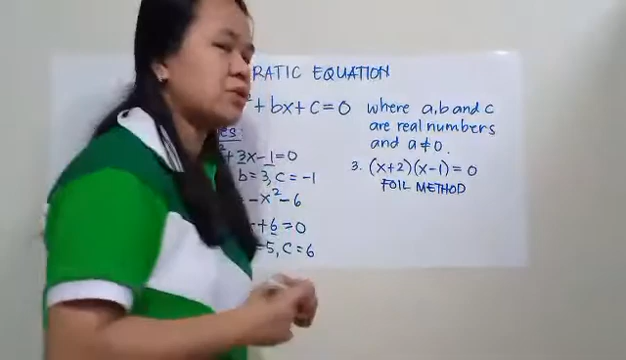 RATIC EQUATION
+ bx + C = 0 where a, b and c
are real numbers
and a ≠ 0.
es:
+ 3x - 1 = 0
b = 3, c = -1
= -x² - 6
+ 6 = 0
= 5, C = 6
3. (x+2)(x-1) = 0
FOIL METHOD